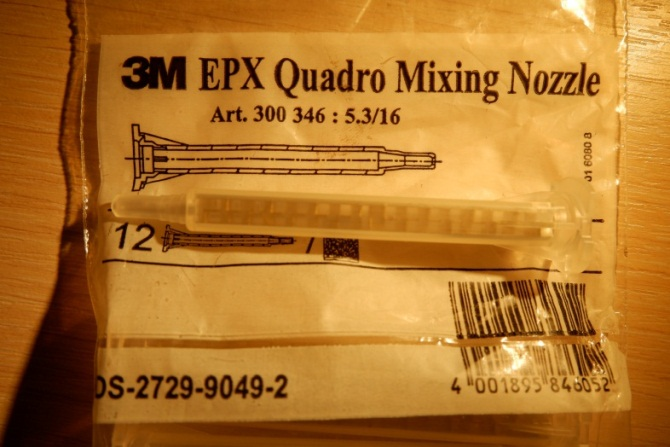 3M EPX Quadro Mixing Nozzle
Art. 300 346 : 5.3/16
12 /
DS-2729-9049-2
4 001895 846052